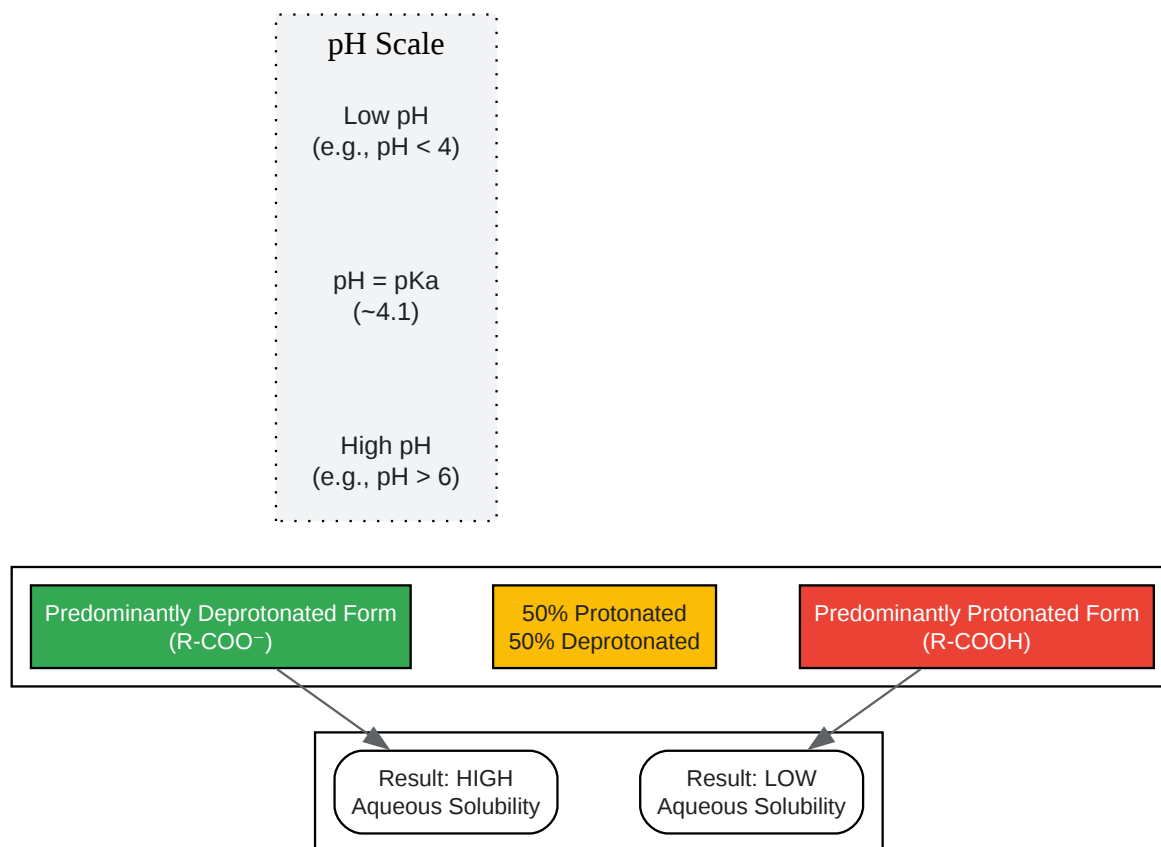 pH Scale
Low pH
(e.g., pH < 4)
pH = pKa
(~4.1)
High pH
(e.g., pH > 6)
Predominantly Deprotonated Form
(R-COO⁻)
50% Protonated
50% Deprotonated
Predominantly Protonated Form
(R-COOH)
Result: HIGH
Aqueous Solubility
Result: LOW
Aqueous Solubility